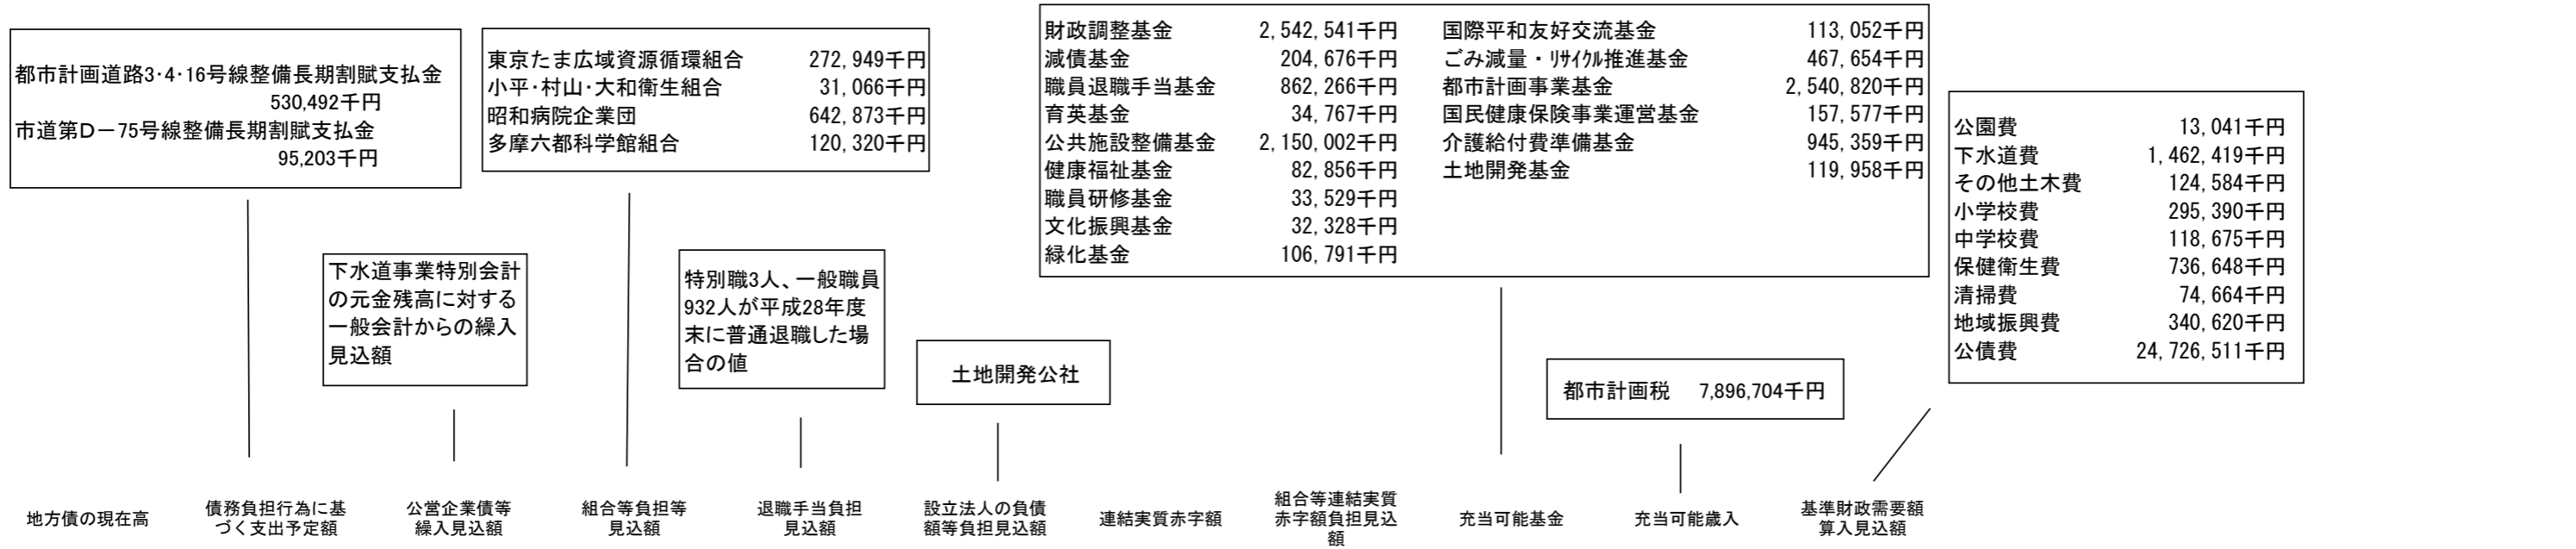 都市計画道路3・4・16号線整備長期割賦支払金
530,492千円
市道第D－75号線整備長期割賦支払金
95,203千円
東京たま広域資源循環組合 272,949千円
小平・村山・大和衛生組合 31,066千円
昭和病院企業団 642,873千円
多摩六都科学館組合 120,320千円
財政調整基金 2,542,541千円 国際平和友好交流基金 113,052千円
減債基金 204,676千円 ごみ減量・ﾘｻｲｸﾙ推進基金 467,654千円
職員退職手当基金 862,266千円 都市計画事業基金 2,540,820千円
育英基金 34,767千円 国民健康保険事業運営基金 157,577千円
公共施設整備基金 2,150,002千円 介護給付費準備基金 945,359千円
健康福祉基金 82,856千円 土地開発基金 119,958千円
職員研修基金 33,529千円
文化振興基金 32,328千円
緑化基金 106,791千円
公園費 13,041千円
下水道費 1,462,419千円
その他土木費 124,584千円
小学校費 295,390千円
中学校費 118,675千円
保健衛生費 736,648千円
清掃費 74,664千円
地域振興費 340,620千円
公債費 24,726,511千円
下水道事業特別会計
の元金残高に対する
一般会計からの繰入
見込額
特別職3人、一般職員
932人が平成28年度
末に普通退職した場
合の値
土地開発公社
都市計画税 7,896,704千円
地方債の現在高
債務負担行為に基
づく支出予定額
公営企業債等
繰入見込額
組合等負担等
見込額
退職手当負担
見込額
設立法人の負債
額等負担見込額
連結実質赤字額
組合等連結実質
赤字額負担見込
額
充当可能基金
充当可能歳入
基準財政需要額
算入見込額